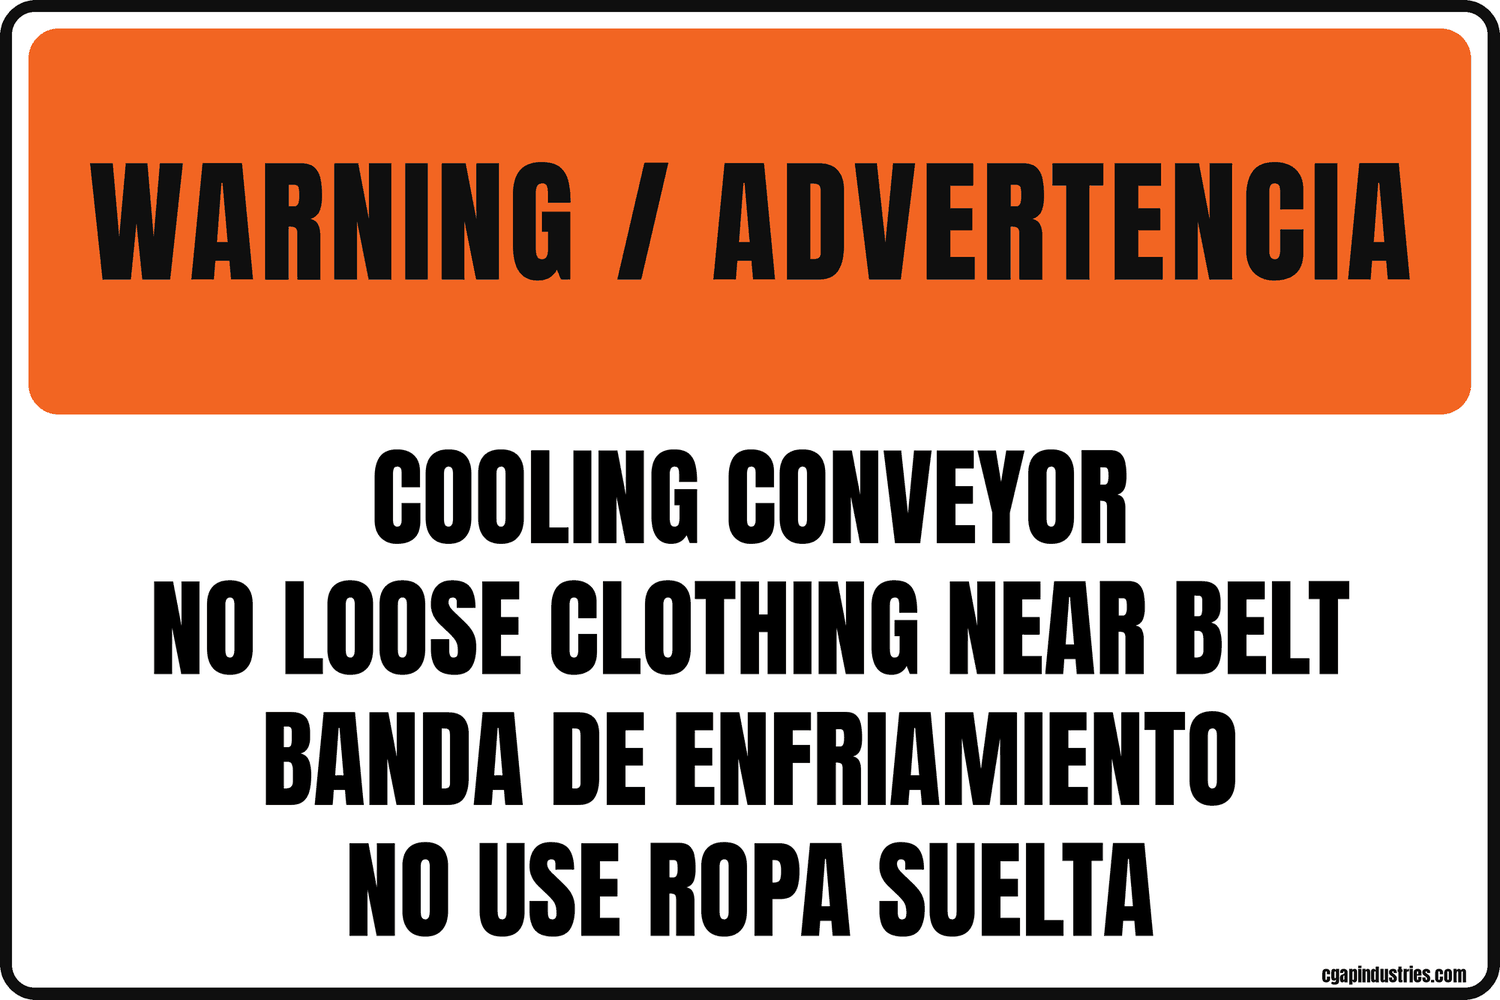 WARNING / ADVERTENCIA
COOLING CONVEYOR
NO LOOSE CLOTHING NEAR BELT
BANDA DE ENFRIAMIENTO
NO USE ROPA SUELTA
cgapindustries.com